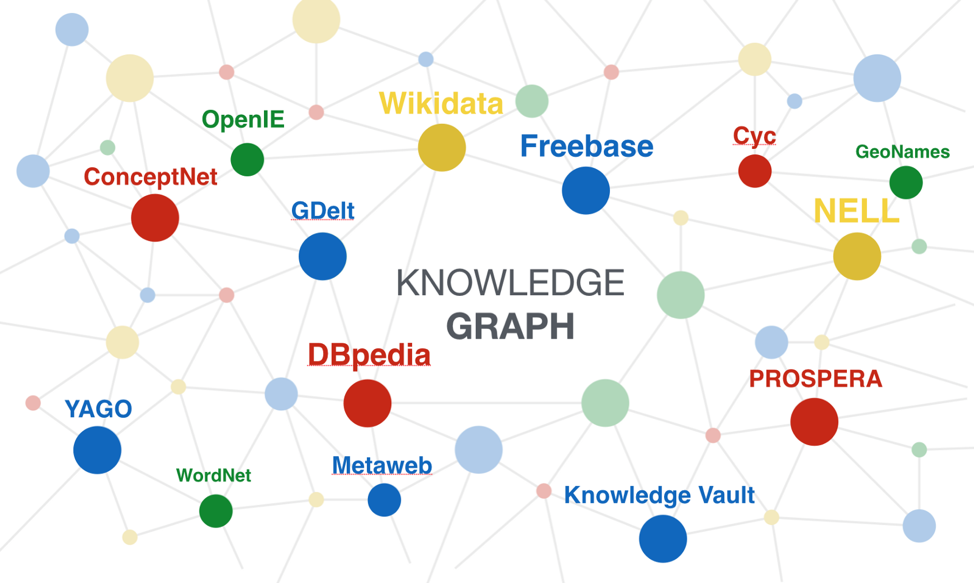 Wikidata
OpenIE
Freebase
Cyc
GeoNames
ConceptNet
GDelt
NELL
KNOWLEDGE
GRAPH
DBpedia
PROSPERA
YAGO
Metaweb
WordNet
Knowledge Vault